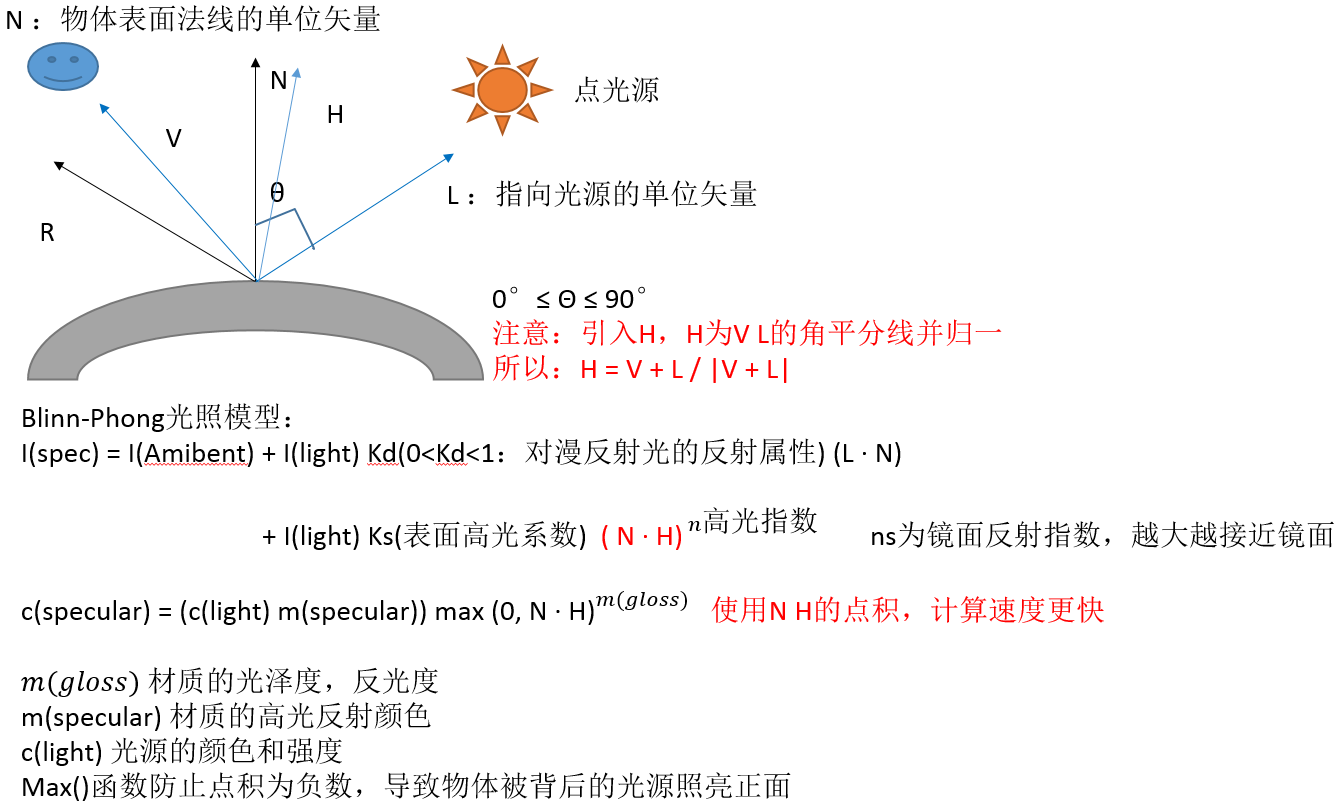 N： 物体表面法线的单位矢量
N
H
点光源
V
θ
L： 指向光源的单位矢量
R
0°≤ Θ ≤ 90°
注意：引入H，H为V L的角平分线并归一
所以：H = V + L / |V + L|
Blinn-Phong光照模型：
I(spec) = I(Amibent) + I(light) Kd(0<Kd<1：对漫反射光的反射属性) (L · N)
+ I(light) Ks(表面高光系数) ( N · H) n高光指数 ns为镜面反射指数，越大越接近镜面
c(specular) = (c(light) m(specular)) max (0, N · H)m(gloss) 使用N H的点积，计算速度更快
m(gloss) 材质的光泽度，反光度
m(specular) 材质的高光反射颜色
c(light) 光源的颜色和强度
Max()函数防止点积为负数，导致物体被背后的光源照亮正面